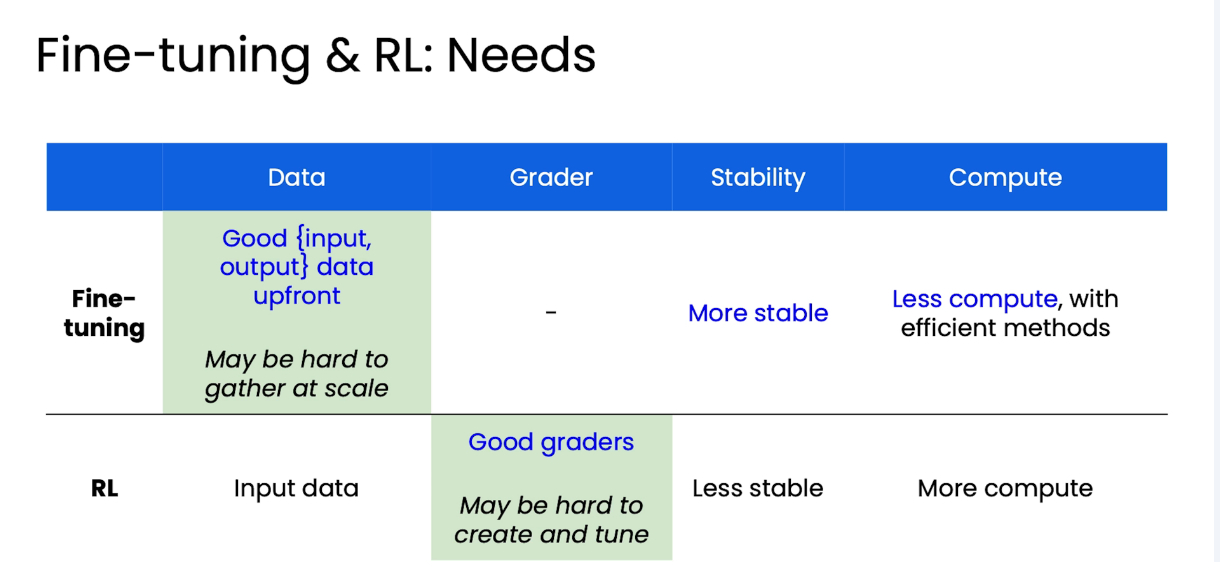 Fine-tuning & RL: Needs
Data
Grader
Stability
Compute
Fine-
tuning
Good {input,
output} data
upfront
May be hard to
gather at scale
-
More stable
Less compute, with
efficient methods
RL
Input data
Good graders
May be hard to
create and tune
Less stable
More compute